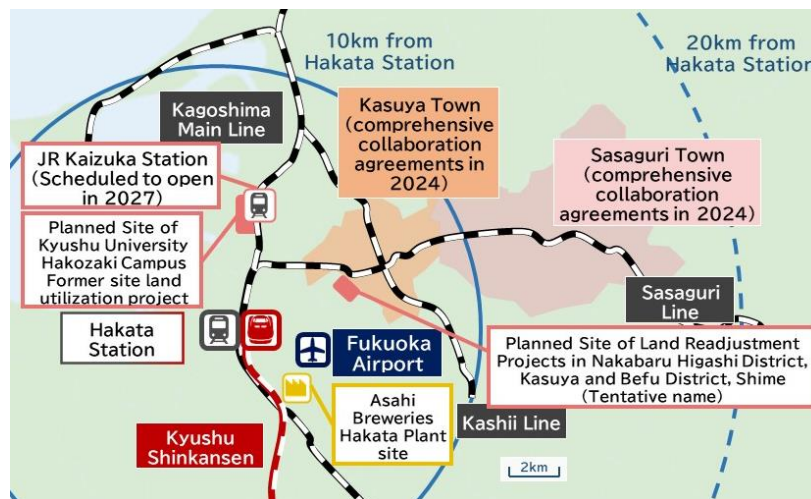 10km from
Hakata Station
20km from
Hakata Station
Kagoshima
Main Line
Kasuya Town
(comprehensive
collaboration
agreements in
2024)
Sasaguri Town
(comprehensive
collaboration
agreements in 2024)
JR Kaizuka Station
(Scheduled to open
in 2027)
Planned Site of
Kyushu University
Hakozaki Campus
Former site land
utilization project
Hakata
Station
Fukuoka
Airport
Sasaguri
Line
Planned Site of Land Readjustment
Projects in Nakabaru Higashi District,
Kasuya and Befu District, Shime
(Tentative name)
Asahi
Breweries
Hakata Plant
site
Kashii Line
Kyushu
Shinkansen
2km